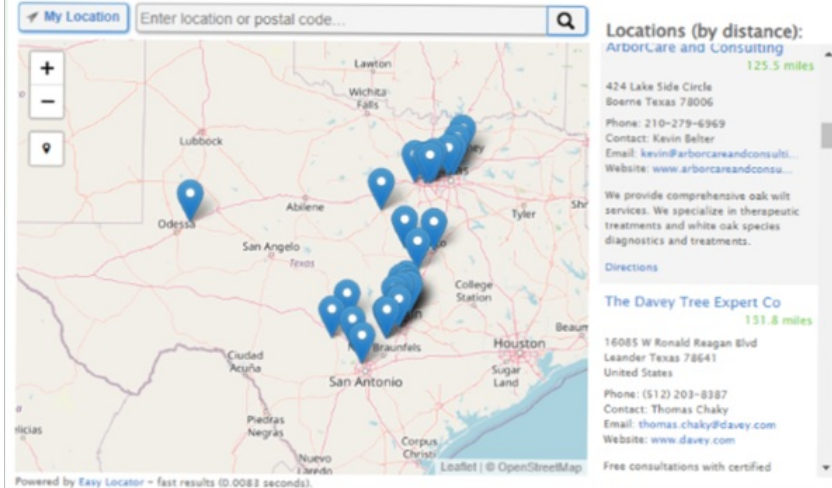 My Location
Enter location or postal code...
Locations (by distance):
ArborCare and Consulting
125.5 miles
424 Lake Side Circle
Boerne Texas 78006
Phone: 210-279-6969
Contact: Kevin Belter
Email: kevin@arborcareandconsulti...
Website: www.arborcareandconsu...
We provide comprehensive oak wilt
services. We specialize in therapeutic
treatments and white oak species
diagnostics and treatments.
Directions
The Davey Tree Expert Co
131.8 miles
16085 W Ronald Reagan Blvd
Leander Texas 78641
United States
Phone: (512) 203-8387
Contact: Thomas Chaky
Email: thomas.chaky@davey.com
Website: www.davey.com
Free consultations with certified
+
−
Lawton
Wichita
Falls
Lubbock
Abilene
Tyler
Odessa
San Angelo
Texas
College
Station
Braunfels
Houston
Beaum
Sugar
Land
Ciudad
Acuña
San Antonio
Piedras
Negras
elicias
Corpus
Christi
Nuevo
Laredo
Leaflet | © OpenStreetMap
Powered by Easy Locator - fast results (0.0083 seconds).